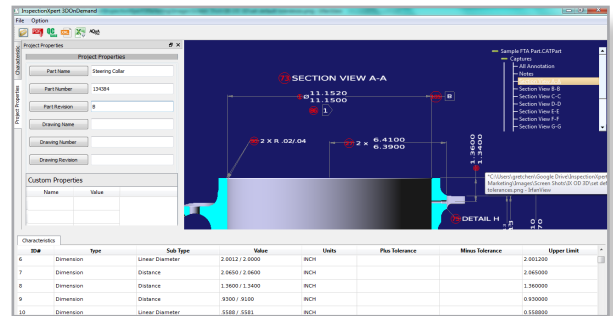 InspectionXpert 3DOnDemand
File Option
Project Properties
Characteristics
Project Properties
Project Properties
Part Name Steering Collar
Part Number 134384
Part Revision B
Drawing Name
Drawing Number
Drawing Revision
Custom Properties
Name Value
SECTION VIEW A-A
⌀11.1520
11.1500
B
1
2 X R .02/.04
2 × 6.4100
6.3900
1.3600
1.3400
DETAIL H
Sample FTA Part.CATPart
Captures
All Annotation
Notes
Section View A-A
Section View B-B
Section View C-C
Section View D-D
Section View E-E
Section View F-F
Section View G-G
"C:\Users\gretchen\Google Drive\InspectionXpert
Marketing\Images\Screen Shots\IX OD 3D\set def
tolerances.png - IrfanView
Characteristics
ID# Type Sub Type Value Units Plus Tolerance Minus Tolerance Upper Limit
6 Dimension Linear Diameter 2.0012 / 2.0000 INCH 2.001200
7 Dimension Distance 2.0650 / 2.0600 INCH 2.065000
8 Dimension Distance 1.3600 / 1.3400 INCH 1.360000
9 Dimension Distance .9300 / .9100 INCH 0.930000
10 Dimension Linear Diameter .5588 / .5581 INCH 0.558800